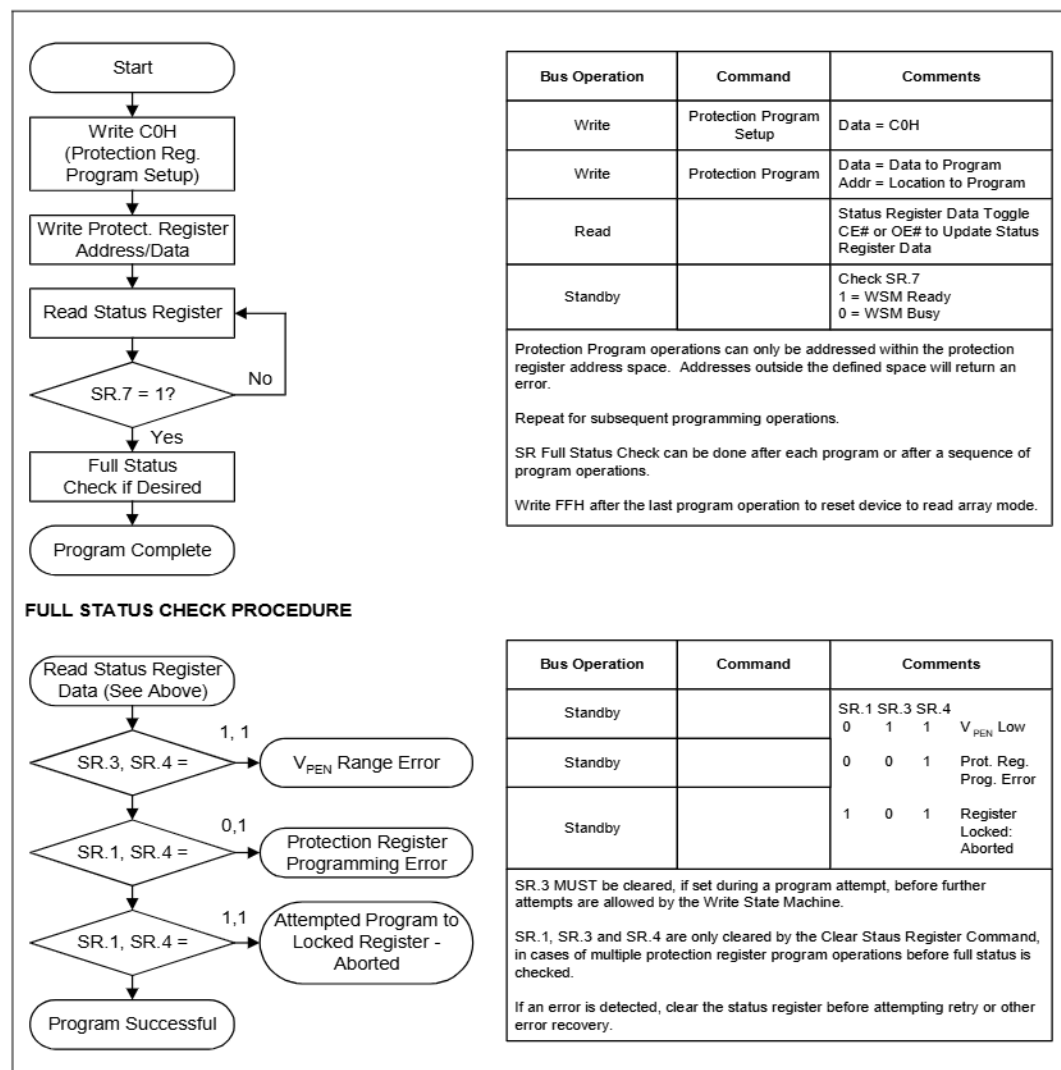 Start
Write C0H
(Protection Reg.
Program Setup)
Write Protect. Register
Address/Data
Read Status Register
SR.7 = 1?
No
Yes
Full Status
Check if Desired
Program Complete
Bus Operation Command Comments
Write Protection Program Setup Data = C0H
Write Protection Program Data = Data to Program
Addr = Location to Program
Read Status Register Data Toggle
CE# or OE# to Update Status
Register Data
Standby Check SR.7
1 = WSM Ready
0 = WSM Busy
Protection Program operations can only be addressed within the protection
register address space. Addresses outside the defined space will return an
error.
Repeat for subsequent programming operations.
SR Full Status Check can be done after each program or after a sequence of
program operations.
Write FFH after the last program operation to reset device to read array mode.
FULL STATUS CHECK PROCEDURE
Read Status Register
Data (See Above)
1, 1
SR.3, SR.4 =
VPEN Range Error
0,1
SR.1, SR.4 =
Protection Register
Programming Error
1,1
SR.1, SR.4 =
Attempted Program to
Locked Register -
Aborted
Program Successful
Bus Operation Command Comments
Standby SR.1 SR.3 SR.4
0 1 1 VPEN Low
Standby 0 0 1 Prot. Reg.
Prog. Error
Standby 1 0 1 Register
Locked:
Aborted
SR.3 MUST be cleared, if set during a program attempt, before further
attempts are allowed by the Write State Machine.
SR.1, SR.3 and SR.4 are only cleared by the Clear Staus Register Command,
in cases of multiple protection register program operations before full status is
checked.
If an error is detected, clear the status register before attempting retry or other
error recovery.